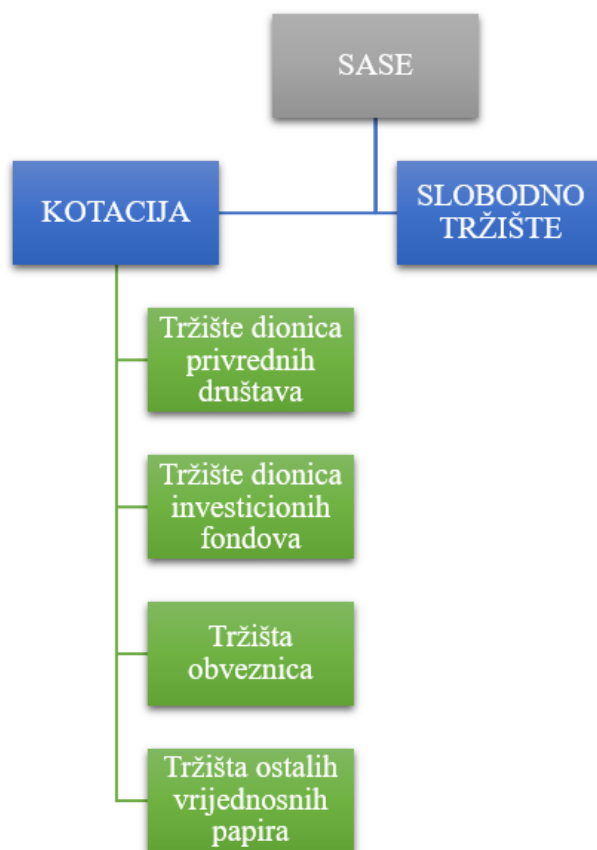 SASE
KOTACIJA
SLOBODNO
TRŽIŠTE
Tržište dionica
privrednih
društava
Tržište dionica
investicionih
fondova
Tržišta
obveznica
Tržišta ostalih
vrijednosnih
papira